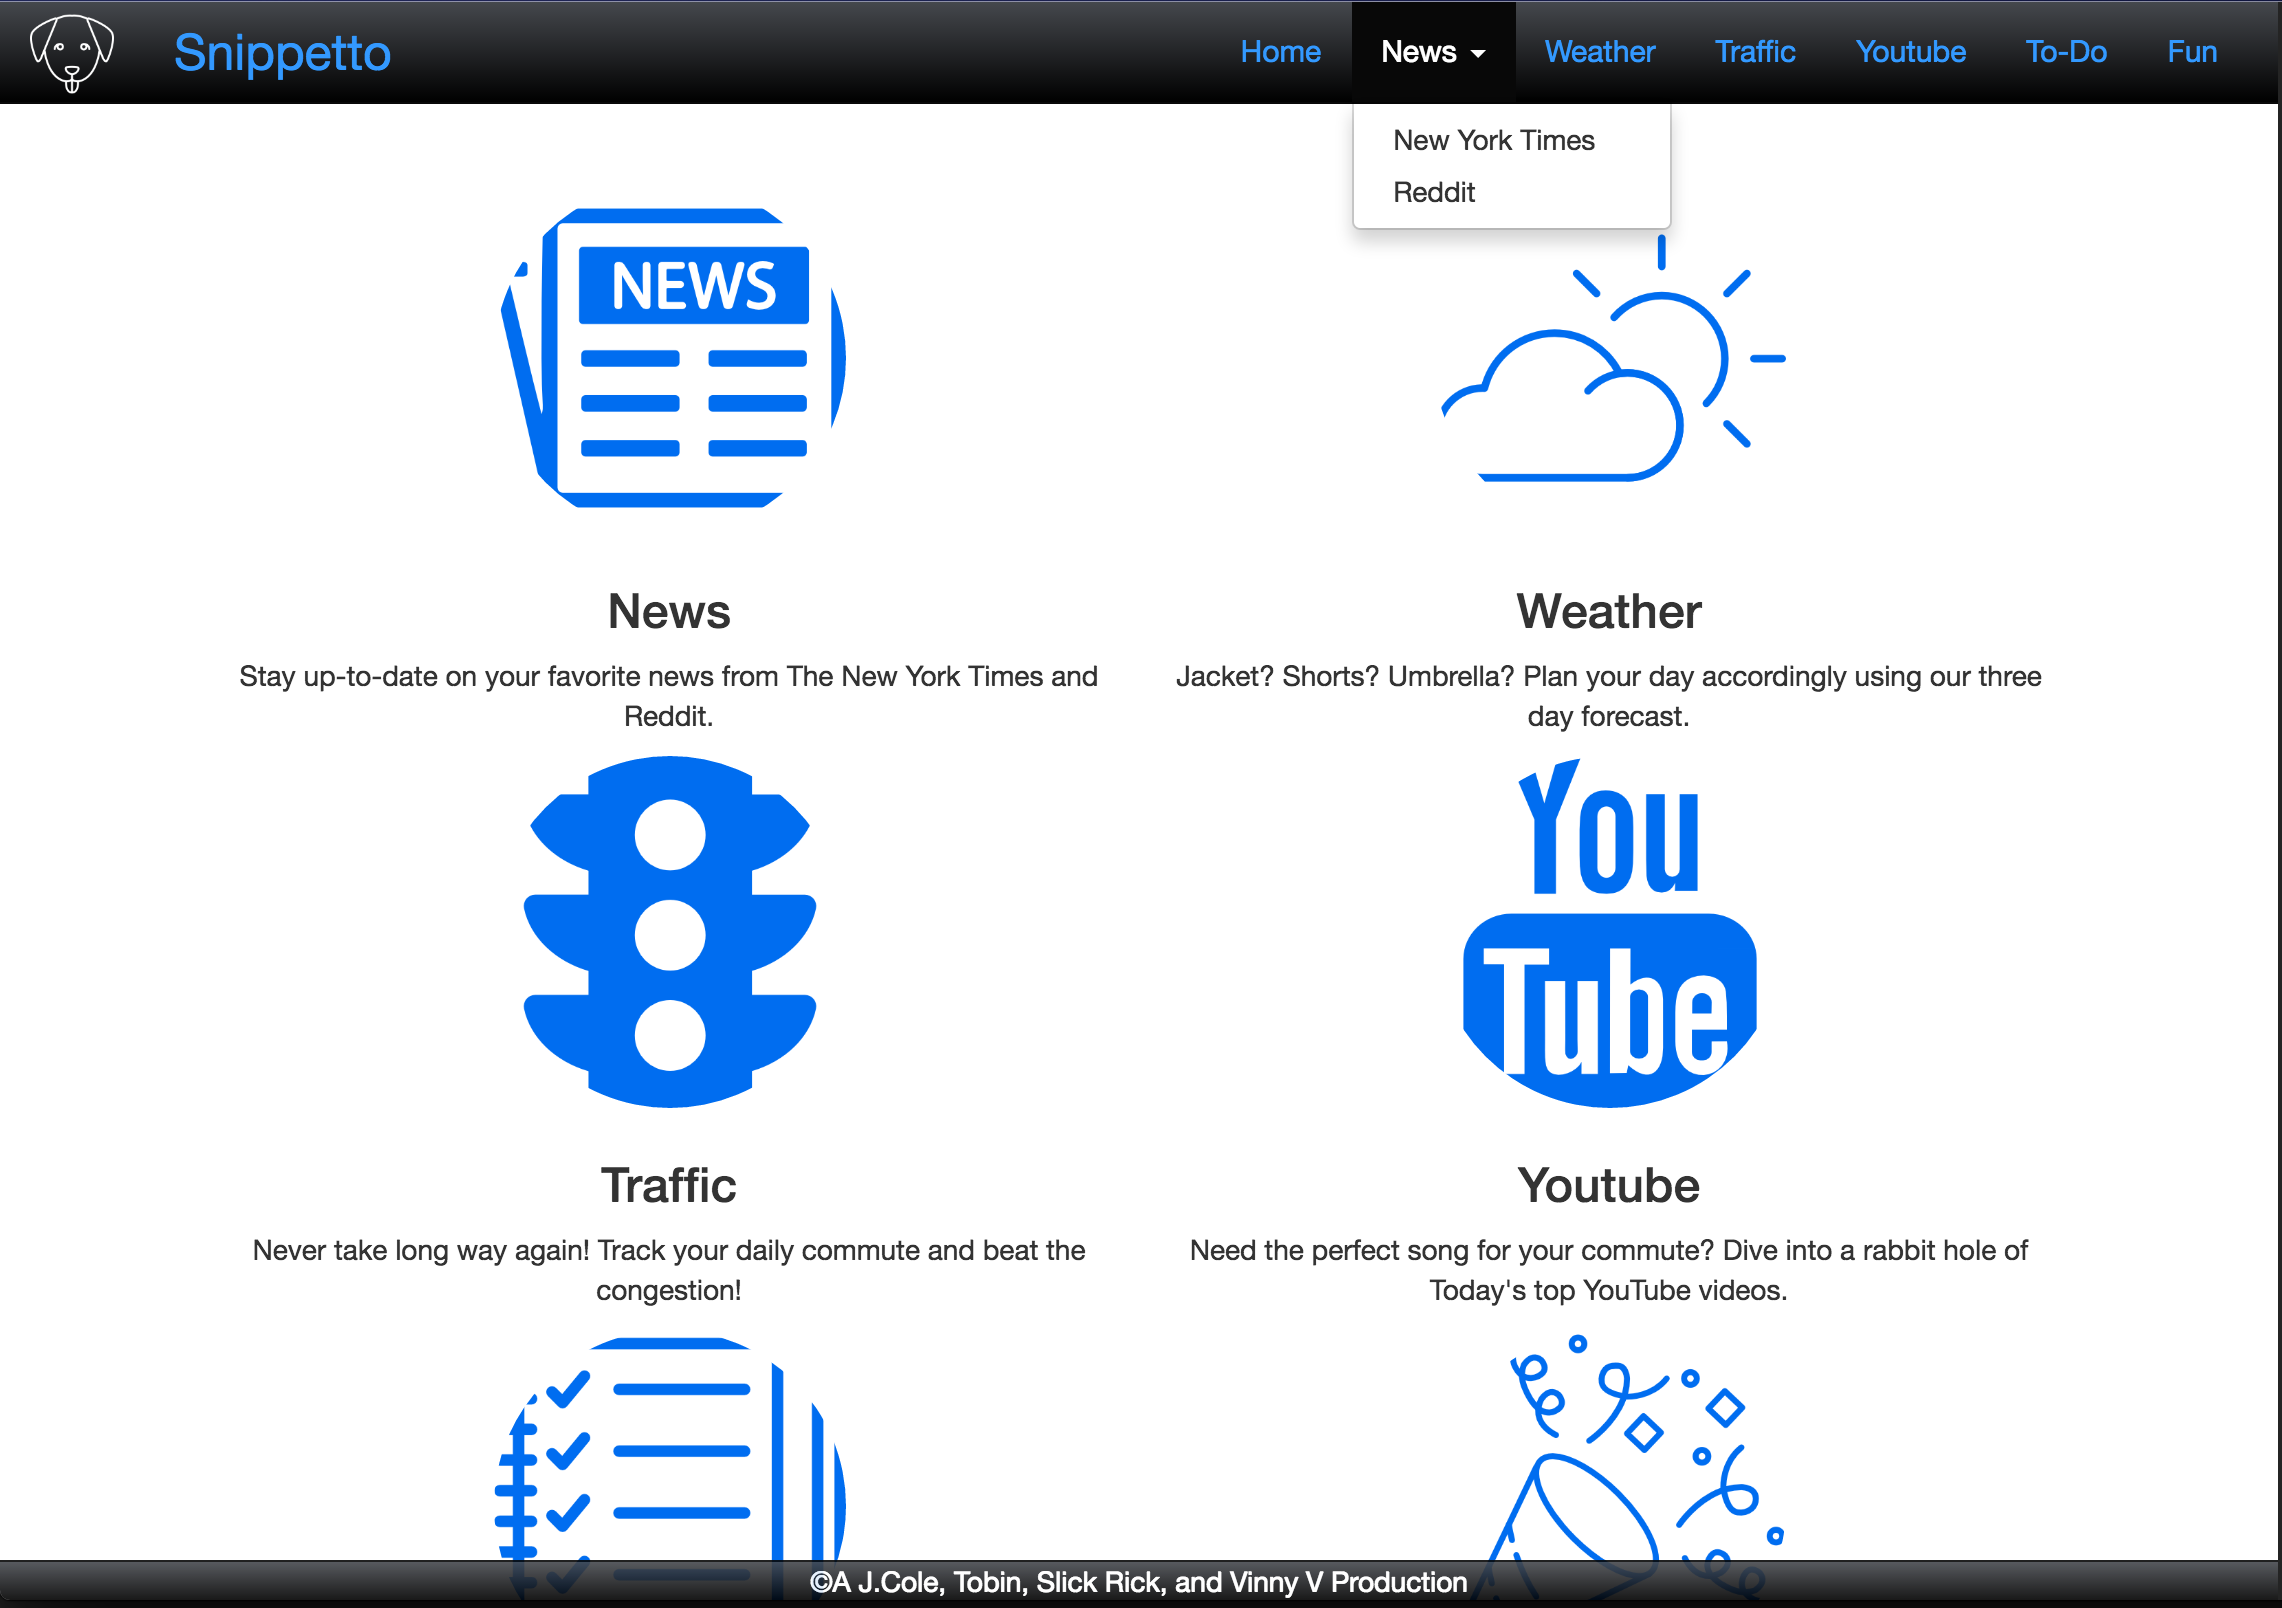 Snippetto
Home News Weather Traffic Youtube To-Do Fun
New York Times
Reddit
NEWS
News
Stay up-to-date on your favorite news from The New York Times and
Reddit.
Weather
Jacket? Shorts? Umbrella? Plan your day accordingly using our three
day forecast.
You
Tube
Traffic
Never take long way again! Track your daily commute and beat the
congestion!
Youtube
Need the perfect song for your commute? Dive into a rabbit hole of
Today's top YouTube videos.
©A J.Cole, Tobin, Slick Rick, and Vinny V Production